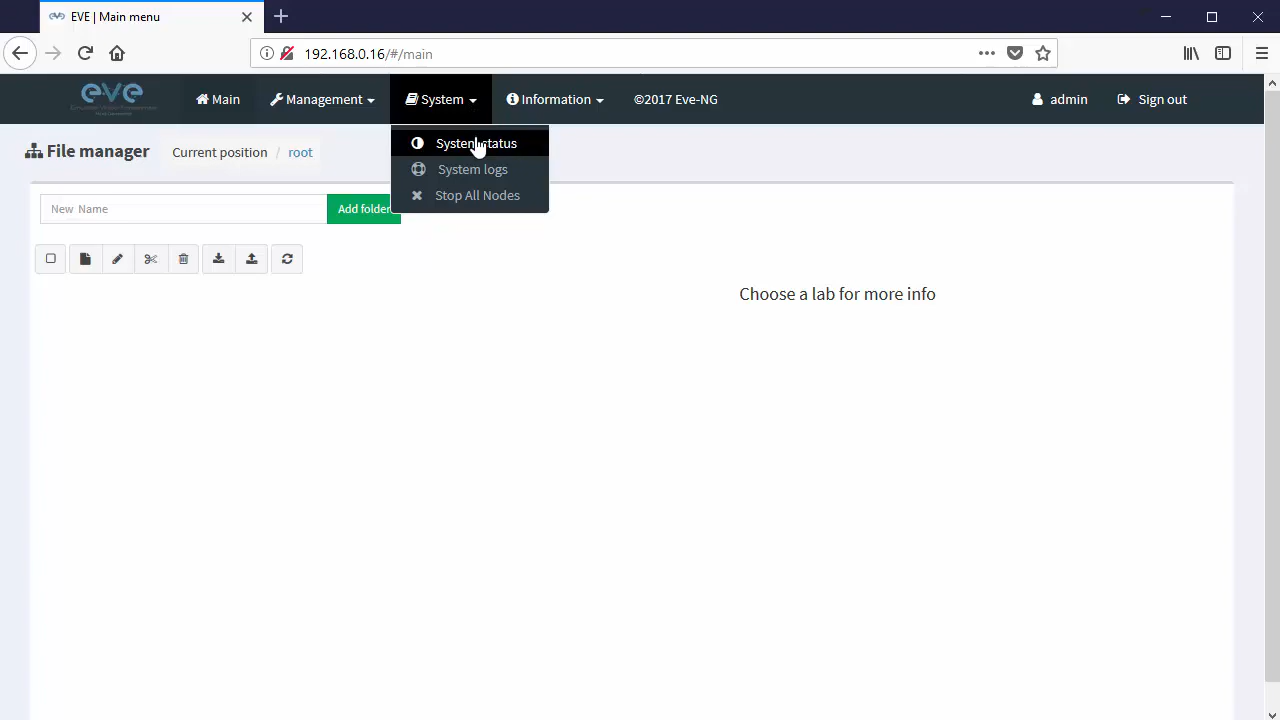 EVE | Main menu
192.168.0.16/#/main
eve
Main
Management
System
Information
©2017 Eve-NG
admin
Sign out
System status
System logs
Stop All Nodes
File manager
Current position / root
New Name
Add folder
Choose a lab for more info